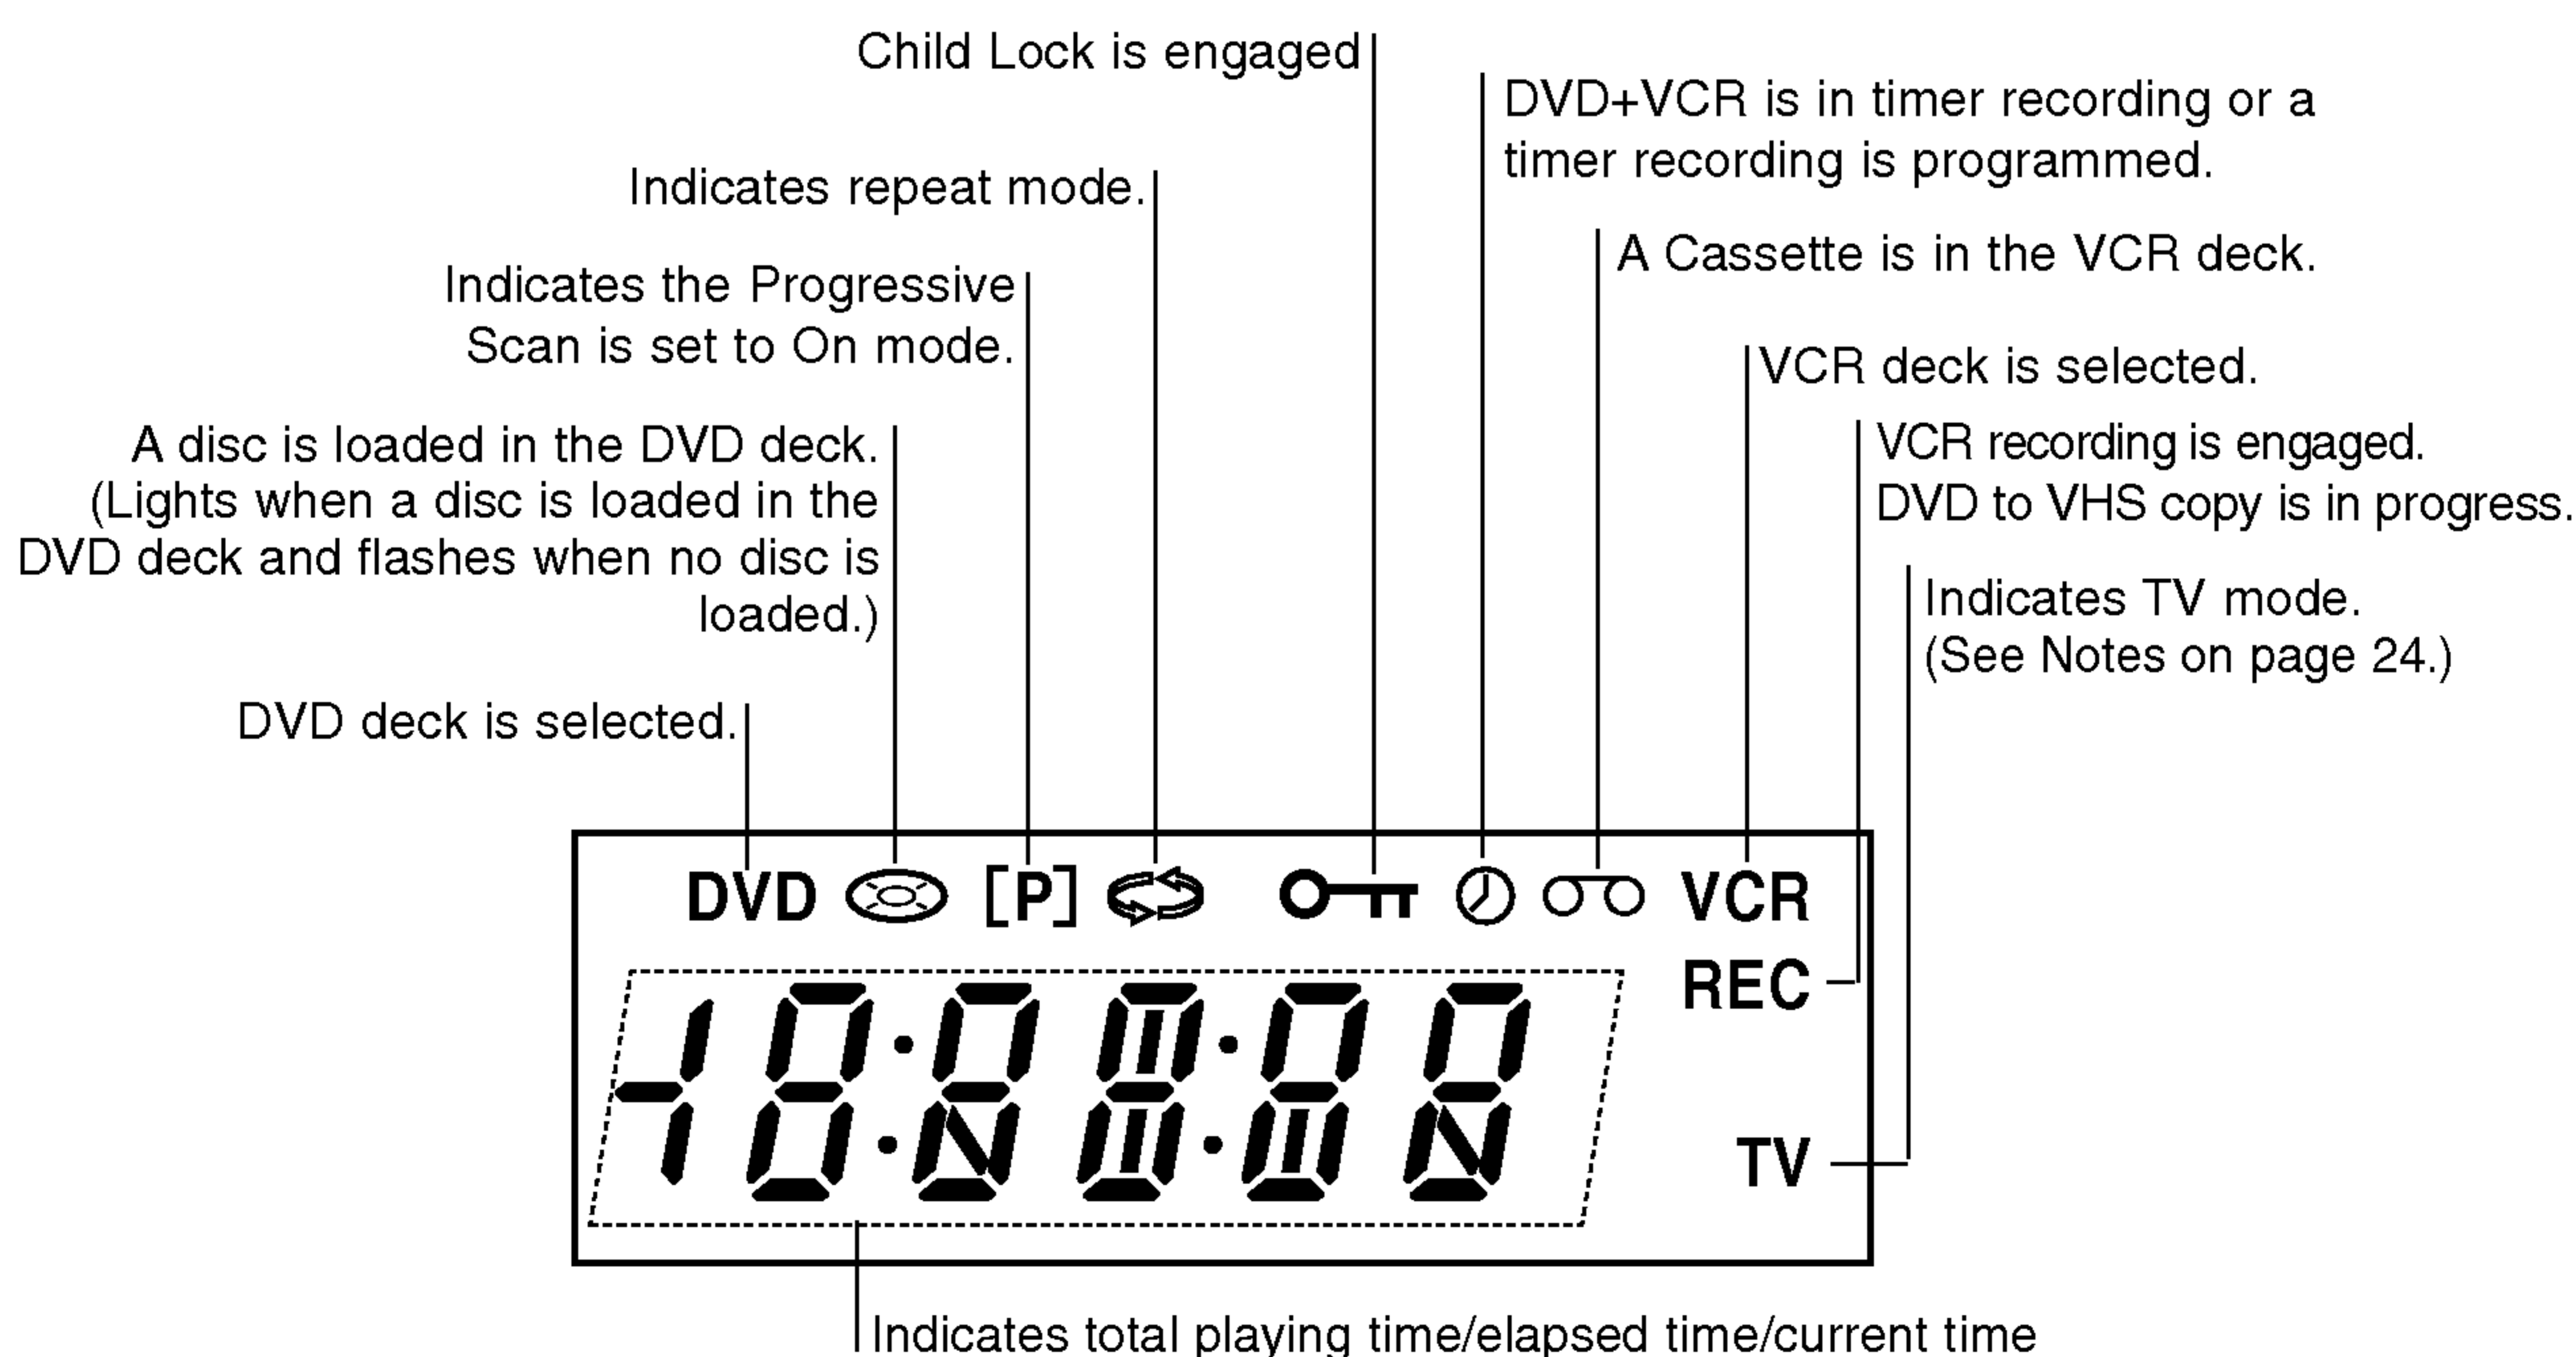 Child Lock is engaged
DVD+VCR is in timer recording or a
timer recording is programmed.
Indicates repeat mode.
A Cassette is in the VCR deck.
Indicates the Progressive
Scan is set to On mode.
VCR deck is selected.
A disc is loaded in the DVD deck.
(Lights when a disc is loaded in the
DVD deck and flashes when no disc is
loaded.)
VCR recording is engaged.
DVD to VHS copy is in progress.
Indicates TV mode.
(See Notes on page 24.)
DVD deck is selected.
DVD [P] VCR
REC
TV
Indicates total playing time/elapsed time/current time